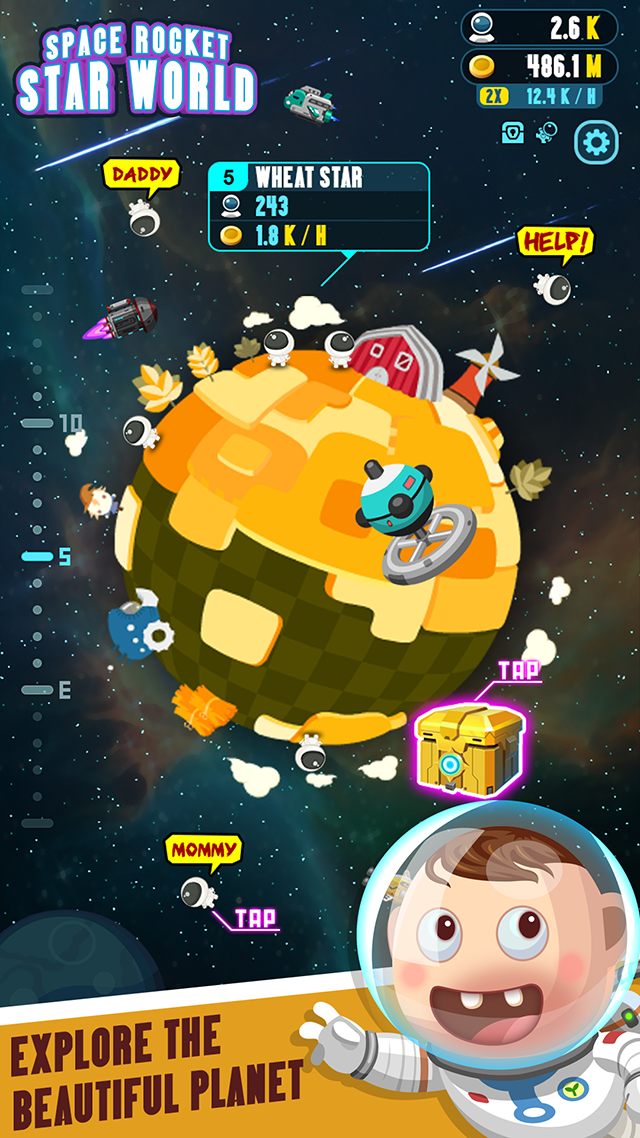 SPACE ROCKET
STAR WORLD
2.6 K
486.1 M
2X 12.4 K / H
DADDY
5 WHEAT STAR
243
1.8 K / H
HELP!
10
5
E
TAP
MOMMY
TAP
EXPLORE THE
BEAUTIFUL PLANET